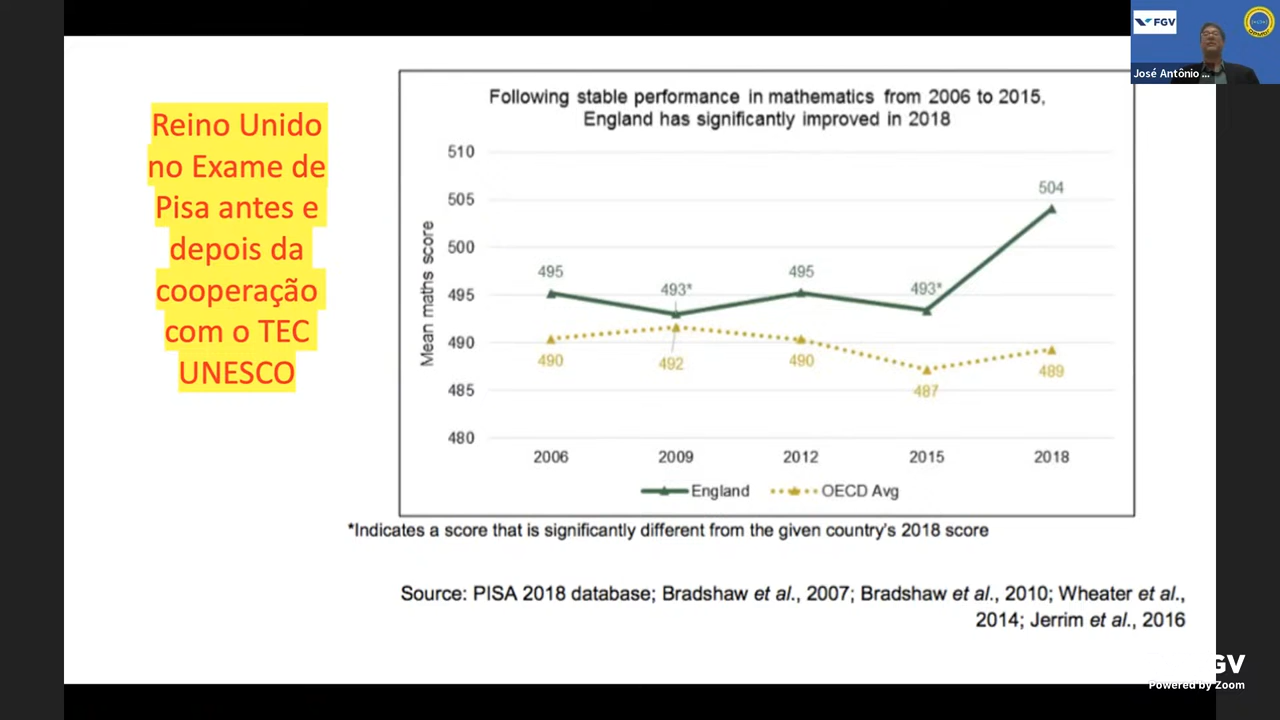 FGV
José Antônio ...
Reino Unido
no Exame de
Pisa antes e
depois da
cooperação
com o TEC
UNESCO
Following stable performance in mathematics from 2006 to 2015,
England has significantly improved in 2018
Mean maths score
510
505
500
495
490
485
480
495
493*
495
493*
504
490
492
490
487
489
2006 2009 2012 2015 2018
England OECD Avg
*Indicates a score that is significantly different from the given country's 2018 score
Source: PISA 2018 database; Bradshaw et al., 2007; Bradshaw et al., 2010; Wheater et al.,
2014; Jerrim et al., 2016
GV
Powered by Zoom